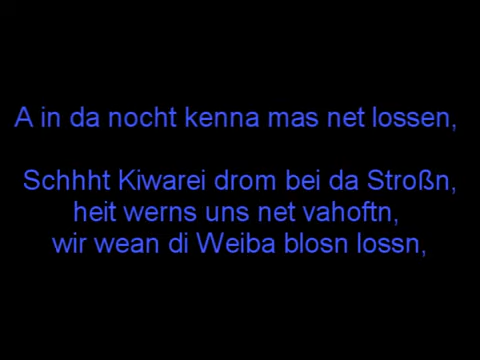 A in da nocht kenna mas net lossen,
Schhht Kiwarei drom bei da Stroßn,
heit werns uns net vahoftn,
wir wean di Weiba blosn lossn,